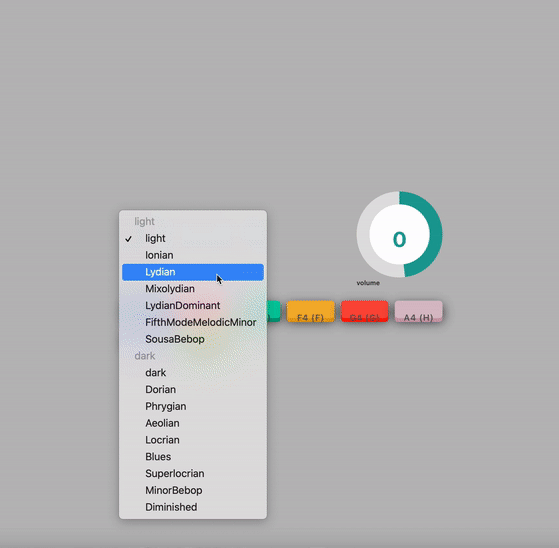 light
✓ light
Ionian
Lydian
Mixolydian
LydianDominant
FifthModeMelodicMinor
SousaBebop
dark
dark
Dorian
Phrygian
Aeolian
Locrian
Blues
Superlocrian
MinorBebop
Diminished
0
volume
)
F4 (F)
G4 (G)
A4 (H)